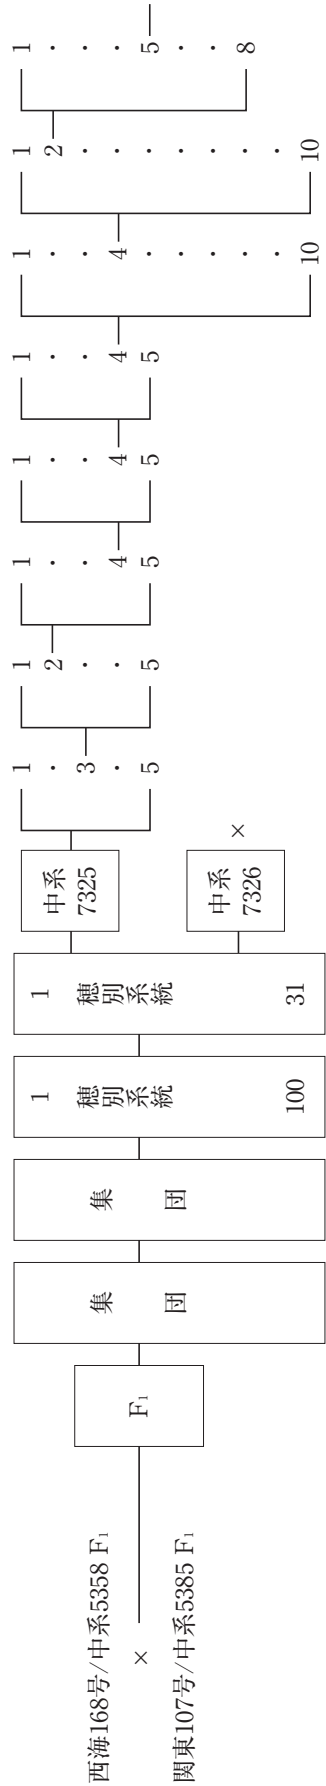 西海168号/中系5358 F₁
×
関東107号/中系5385 F₁
F₁
集 団
集 団
1 穂別系統 100
1 穂別系統 31
中系
7325
中系
7326
×
1 ・ 3 ・ 5
1 2 ・ ・ 5
1 ・ ・ 4 5
1 ・ ・ 4 5
1 ・ ・ 4 5
1 ・ ・ 4 ・ ・ ・ ・ ・ 10
1 2 ・ ・ ・ ・ ・ ・ ・ 10
1 ・ ・ ・ 5 ・ ・ 8